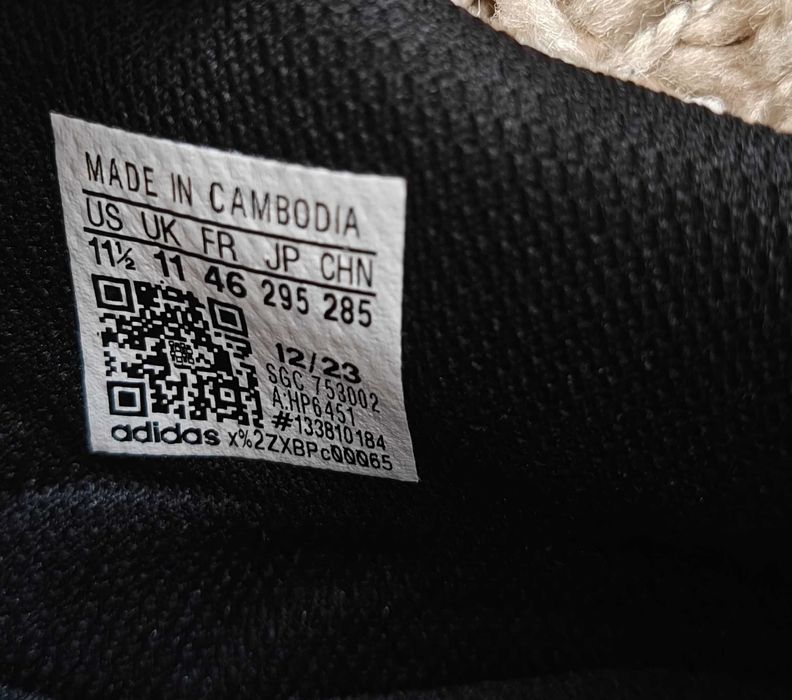 MADE IN CAMBODIA
US UK FR JP CHN
11½ 11 46 295 285
12/23
SGC 753002
A:HP6451
#133810184
adidas x%2ZXBPc00065